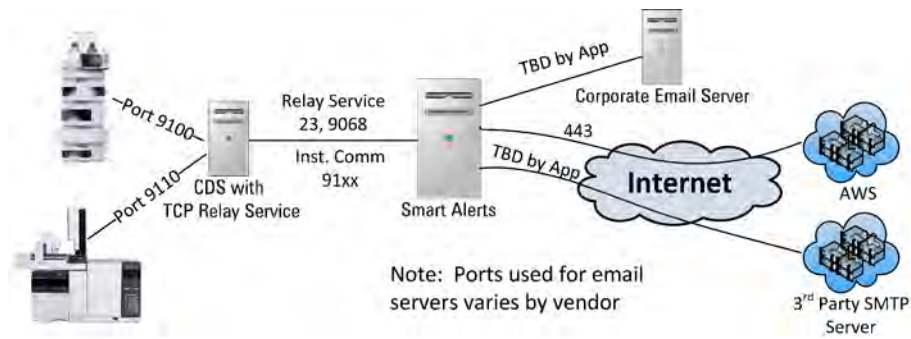 TBD by App
Corporate Email Server
Port 9100
Relay Service
23, 9068
443
Inst. Comm
91xx
TBD by App
Internet
Port 9110
CDS with
TCP Relay Service
Smart Alerts
AWS
Note: Ports used for email
servers varies by vendor
3rd Party SMTP
Server